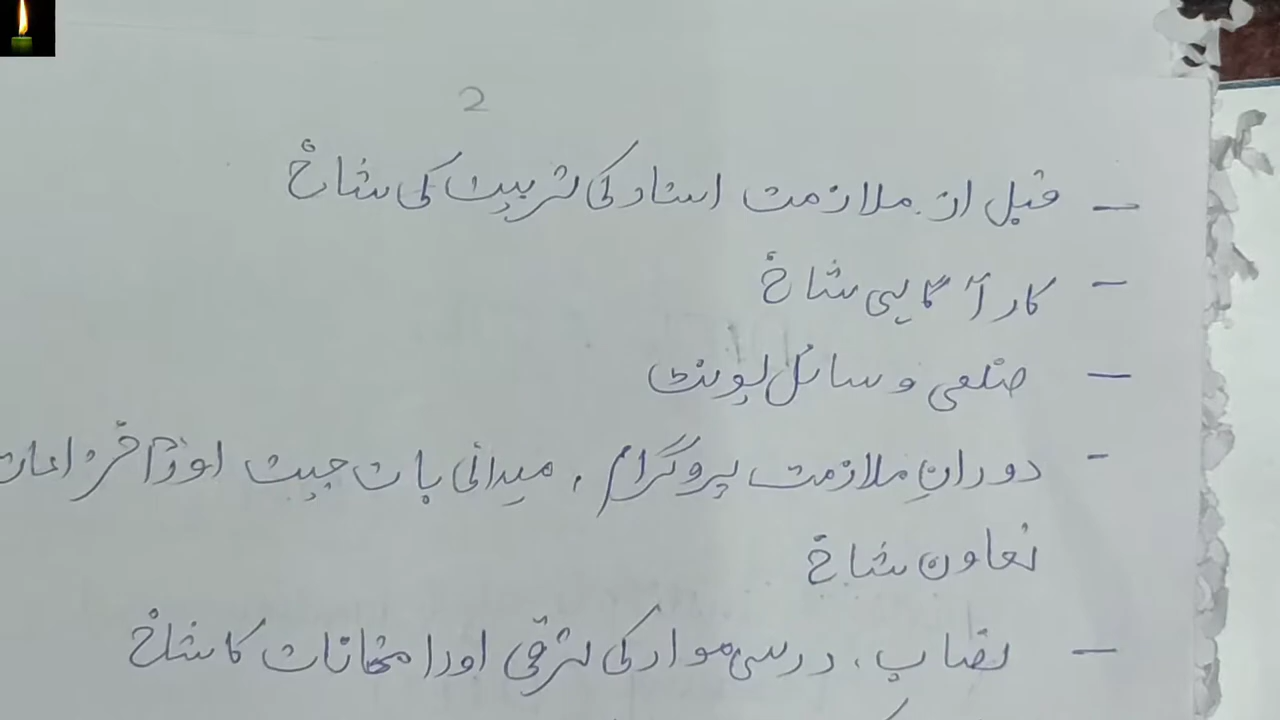 2
- قبل از ملازمت استاد کی تربیت کی شاخ
- کار آگاہی شاخ
- ضلعی وسائل یونٹ
- دورانِ ملازمت پروگرام ، میدانی بات چیت اور
تعاون شاخ
- نصاب ، درسی مواد کی ترقی اور امتحانات کا شاخ